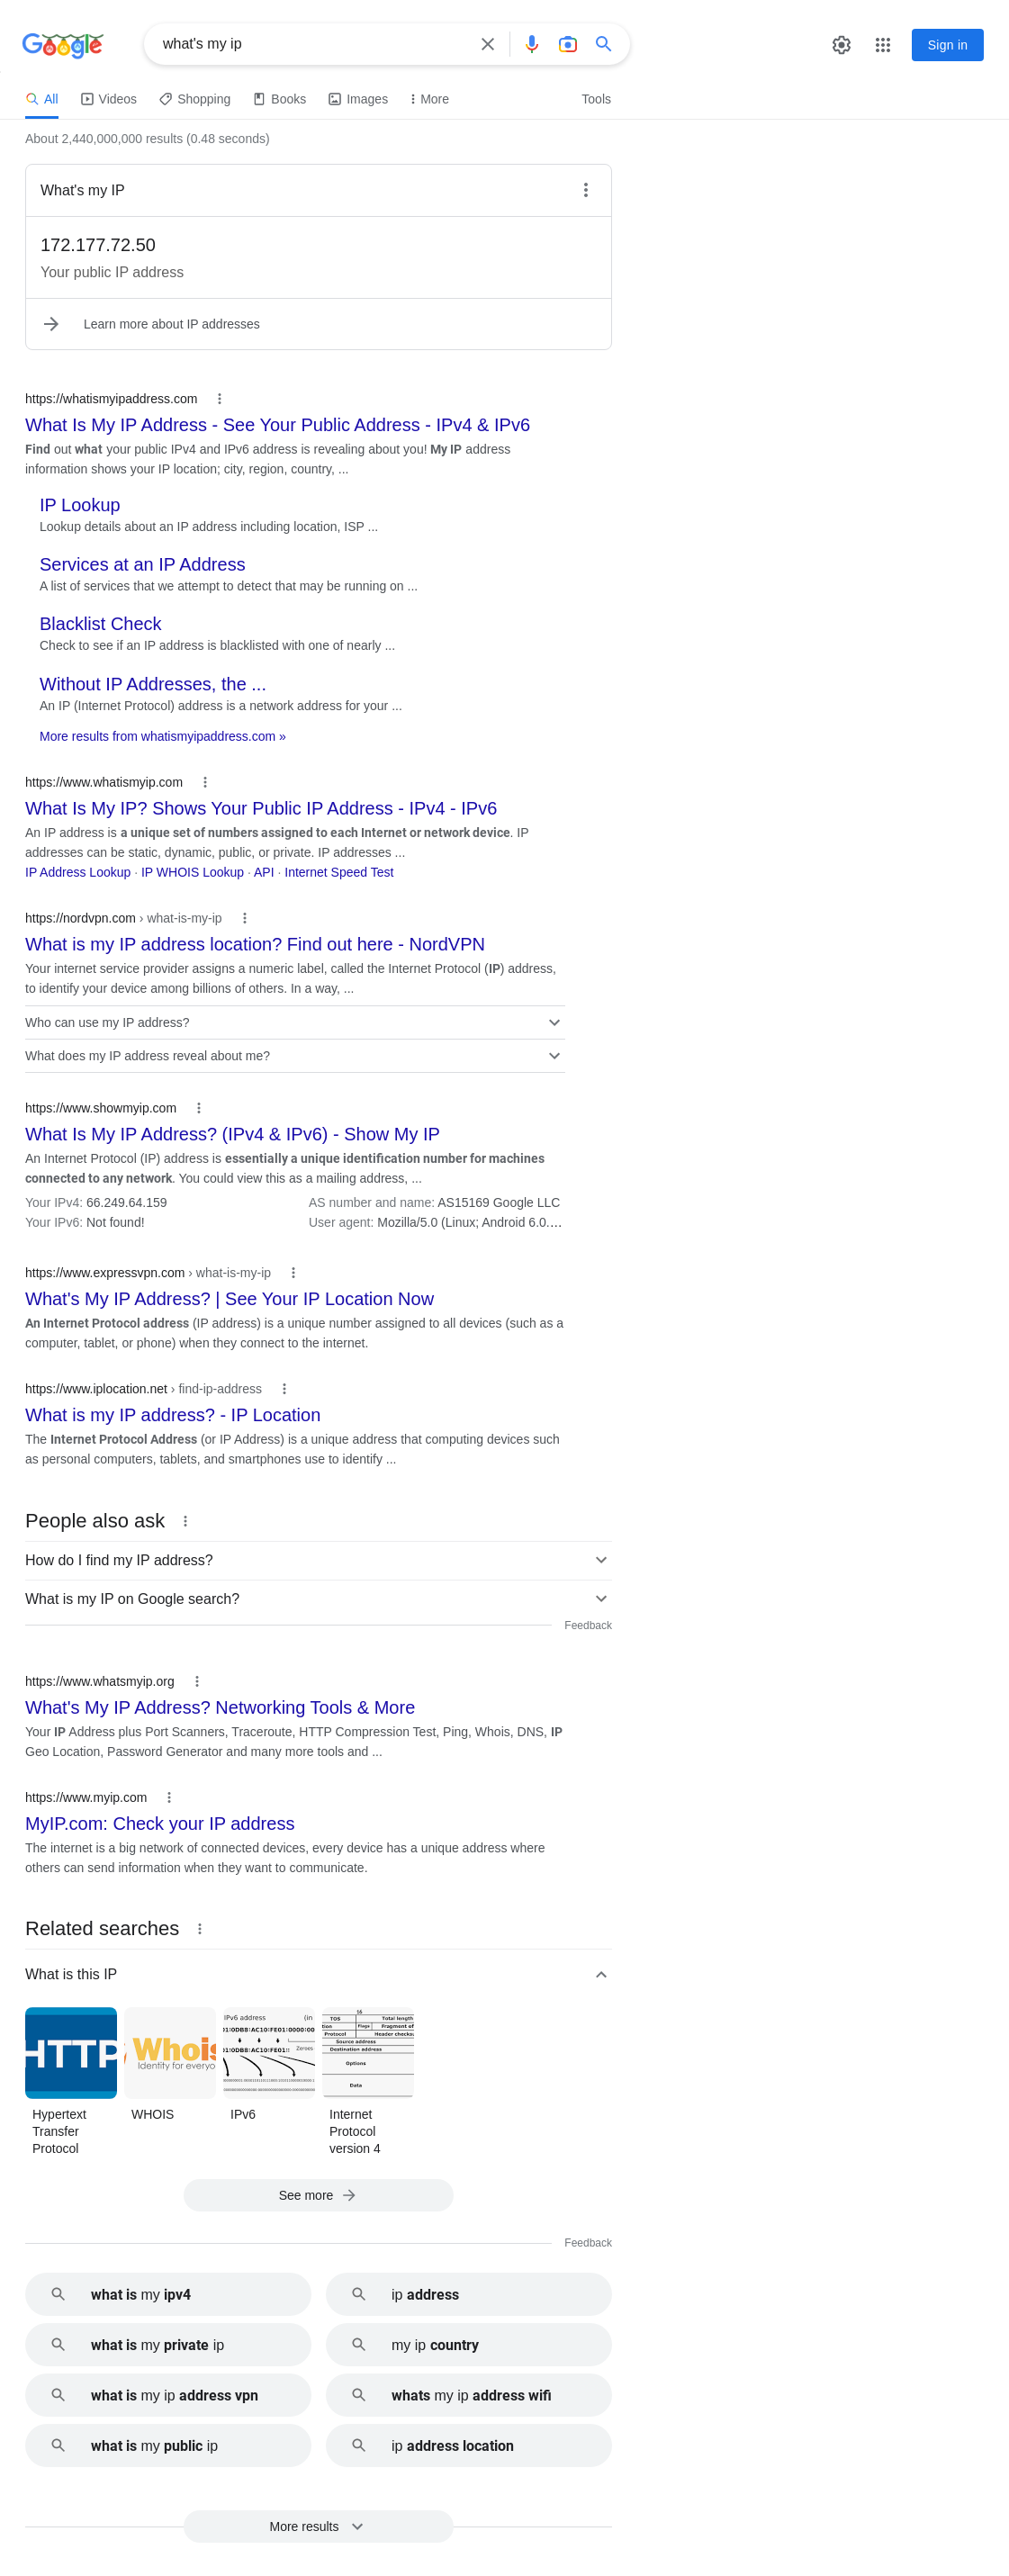 Google
what's my ip
Sign in
All
Videos
Shopping
Books
Images
More
Tools
About 2,440,000,000 results (0.48 seconds)
What's my IP
172.177.72.50
Your public IP address
Learn more about IP addresses
https://whatismyipaddress.com
What Is My IP Address - See Your Public Address - IPv4 & IPv6
Find out what your public IPv4 and IPv6 address is revealing about you! My IP address
information shows your IP location; city, region, country, ...
IP Lookup
Lookup details about an IP address including location, ISP ...
Services at an IP Address
A list of services that we attempt to detect that may be running on ...
Blacklist Check
Check to see if an IP address is blacklisted with one of nearly ...
Without IP Addresses, the ...
An IP (Internet Protocol) address is a network address for your ...
More results from whatismyipaddress.com »
https://www.whatismyip.com
What Is My IP? Shows Your Public IP Address - IPv4 - IPv6
An IP address is a unique set of numbers assigned to each Internet or network device. IP
addresses can be static, dynamic, public, or private. IP addresses ...
IP Address Lookup · IP WHOIS Lookup · API · Internet Speed Test
https://nordvpn.com › what-is-my-ip
What is my IP address location? Find out here - NordVPN
Your internet service provider assigns a numeric label, called the Internet Protocol (IP) address,
to identify your device among billions of others. In a way, ...
Who can use my IP address?
What does my IP address reveal about me?
https://www.showmyip.com
What Is My IP Address? (IPv4 & IPv6) - Show My IP
An Internet Protocol (IP) address is essentially a unique identification number for machines
connected to any network. You could view this as a mailing address, ...
Your IPv4: 66.249.64.159
AS number and name: AS15169 Google LLC
Your IPv6: Not found!
User agent: Mozilla/5.0 (Linux; Android 6.0....
https://www.expressvpn.com › what-is-my-ip
What's My IP Address? | See Your IP Location Now
An Internet Protocol address (IP address) is a unique number assigned to all devices (such as a
computer, tablet, or phone) when they connect to the internet.
https://www.iplocation.net › find-ip-address
What is my IP address? - IP Location
The Internet Protocol Address (or IP Address) is a unique address that computing devices such
as personal computers, tablets, and smartphones use to identify ...
People also ask
How do I find my IP address?
What is my IP on Google search?
Feedback
https://www.whatsmyip.org
What's My IP Address? Networking Tools & More
Your IP Address plus Port Scanners, Traceroute, HTTP Compression Test, Ping, Whois, DNS, IP
Geo Location, Password Generator and many more tools and ...
https://www.myip.com
MyIP.com: Check your IP address
The internet is a big network of connected devices, every device has a unique address where
others can send information when they want to communicate.
Related searches
What is this IP
HTTP
Whois
Identity for everyo
IPv6 address (in
Zeroes
16
TOS Total length
Flags Fragment of
Protocol Header checksu
Source address
Destination address
Options
Data
Hypertext
Transfer
Protocol
WHOIS
IPv6
Internet
Protocol
version 4
See more
Feedback
what is my ipv4
ip address
what is my private ip
my ip country
what is my ip address vpn
whats my ip address wifi
what is my public ip
ip address location
More results